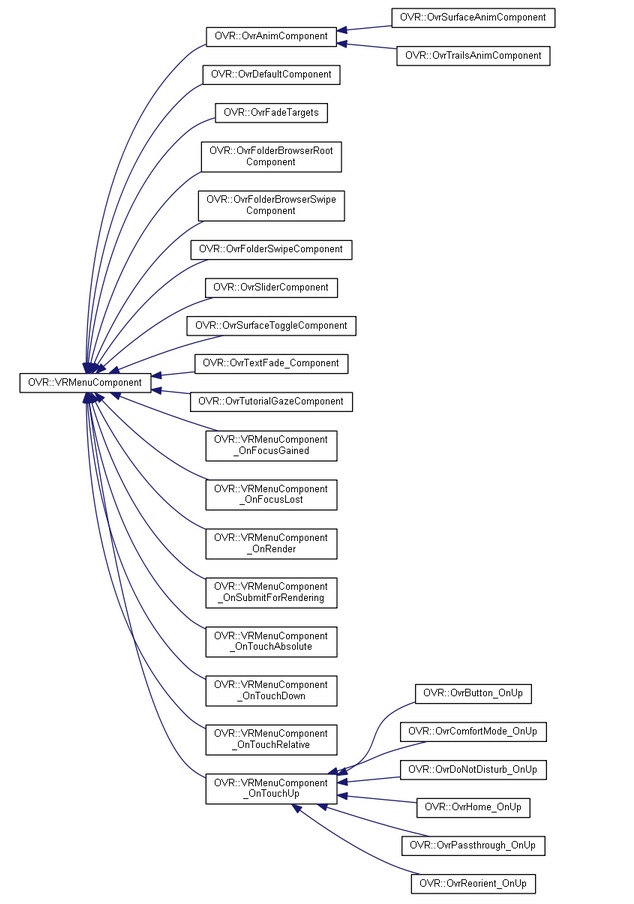 OVR::OvrSurfaceAnimComponent
OVR::OvrAnimComponent
OVR::OvrTrailsAnimComponent
OVR::OvrDefaultComponent
OVR::OvrFadeTargets
OVR::OvrFolderBrowserRoot
Component
OVR::OvrFolderBrowserSwipe
Component
OVR::OvrFolderSwipeComponent
OVR::OvrSliderComponent
OVR::OvrSurfaceToggleComponent
OVR::OvrTextFade_Component
OVR::VRMenuComponent
OVR::OvrTutorialGazeComponent
OVR::VRMenuComponent
_OnFocusGained
OVR::VRMenuComponent
_OnFocusLost
OVR::VRMenuComponent
_OnRender
OVR::VRMenuComponent
_OnSubmitForRendering
OVR::VRMenuComponent
_OnTouchAbsolute
OVR::VRMenuComponent
_OnTouchDown
OVR::VRMenuComponent
_OnTouchRelative
OVR::VRMenuComponent
_OnTouchUp
OVR::OvrButton_OnUp
OVR::OvrComfortMode_OnUp
OVR::OvrDoNotDisturb_OnUp
OVR::OvrHome_OnUp
OVR::OvrPassthrough_OnUp
OVR::OvrReorient_OnUp